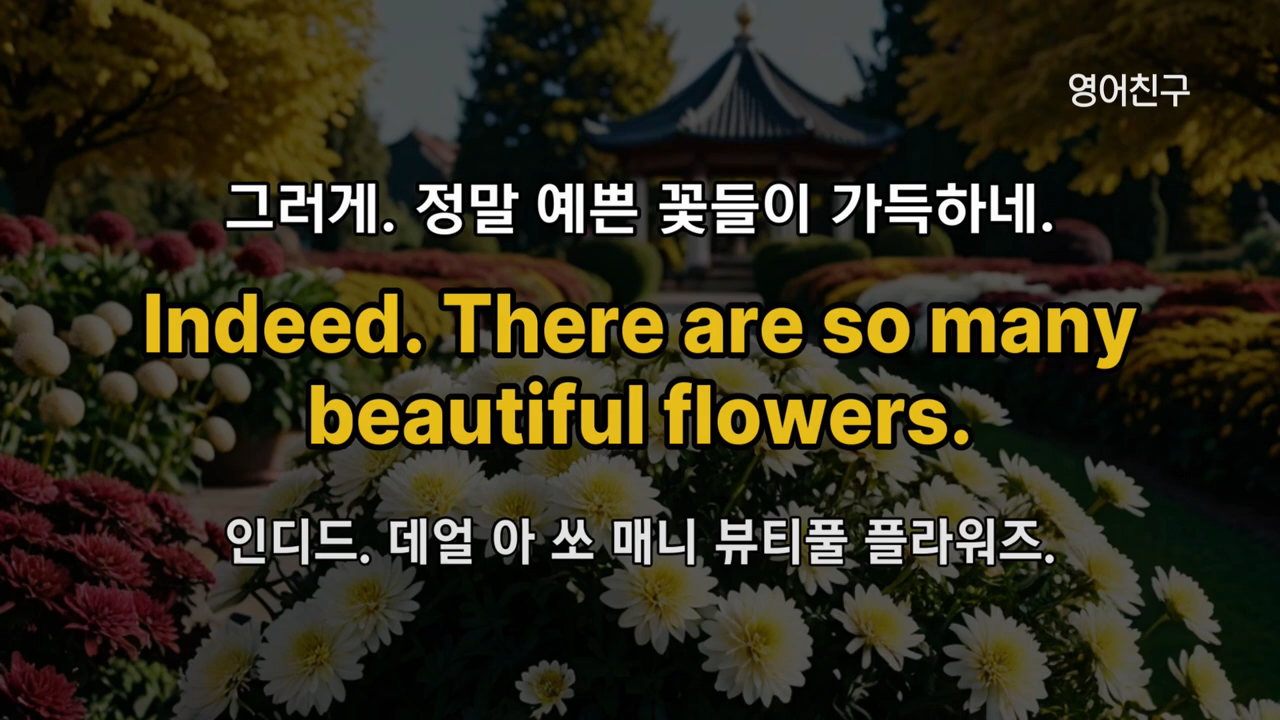 영어친구
그러게. 정말 예쁜 꽃들이 가득하네.
Indeed. There are so many
beautiful flowers.
인디드. 데얼 아 쏘 매니 뷰티풀 플라워즈.